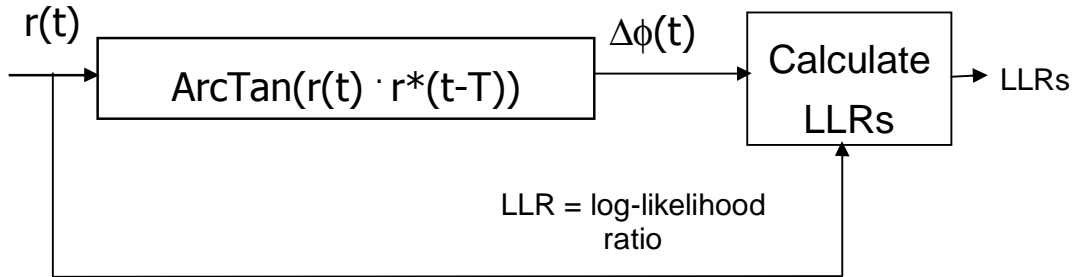 r(t)
Δϕ(t)
ArcTan(r(t) · r*(t-T))
Calculate
LLRs
LLRs
LLR = log-likelihood
ratio